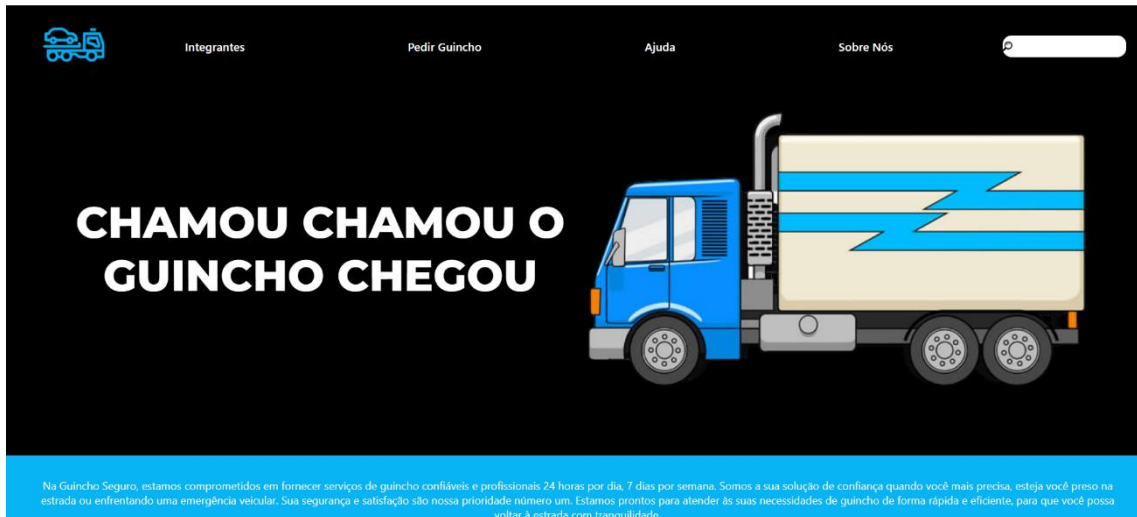 Integrantes
Pedir Guincho
Ajuda
Sobre Nós
CHAMOU CHAMOU O
GUINCHO CHEGOU
Na Guincho Seguro, estamos comprometidos em fornecer serviços de guincho confiáveis e profissionais 24 horas por dia, 7 dias por semana. Somos a sua solução de confiança quando você mais precisa, esteja você preso na
estrada ou enfrentando uma emergência veicular. Sua segurança e satisfação são nossa prioridade número um. Estamos prontos para atender às suas necessidades de guincho de forma rápida e eficiente, para que você possa
voltar à estrada com tranquilidade